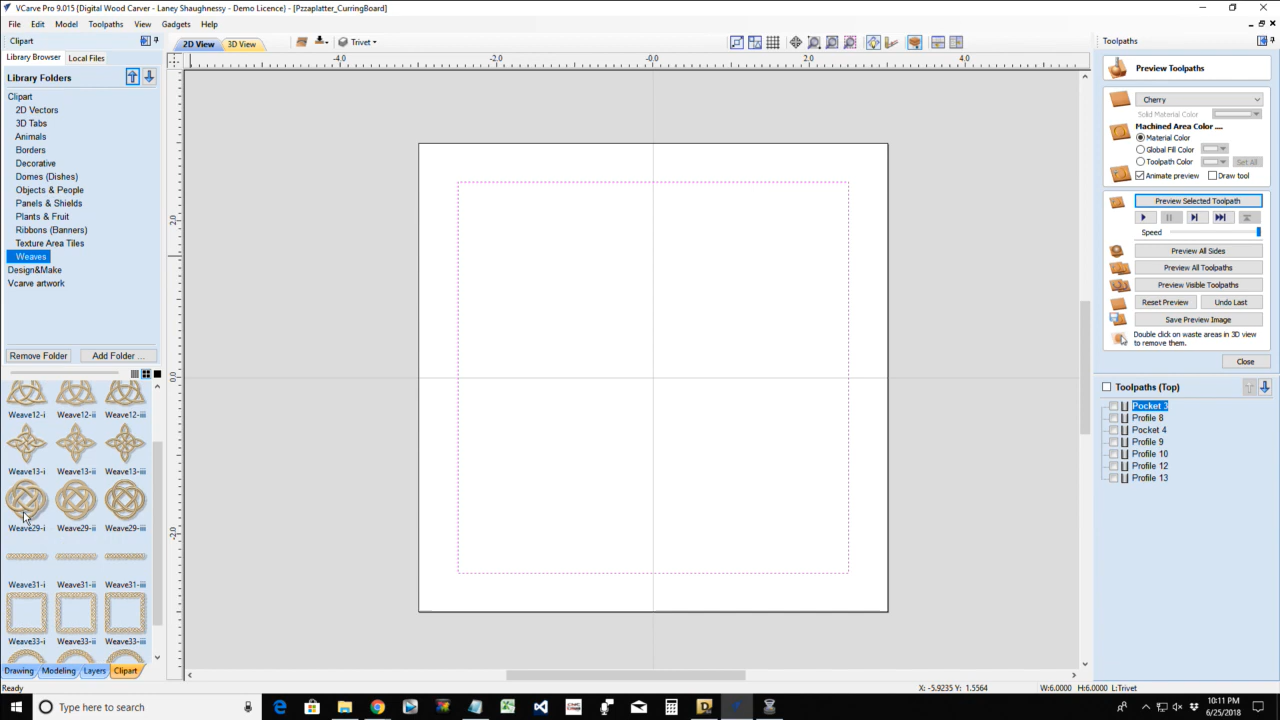 VCarve Pro 9.015 {Digital Wood Carver - Laney Shaughnessy - Demo Licence} - [Pzzaplatter_CurringBoard]
File Edit Model Toolpaths View Gadgets Help
Clipart
Library Browser Local Files
Library Folders
Clipart
2D Vectors
3D Tabs
Animals
Borders
Decorative
Domes (Dishes)
Objects & People
Panels & Shields
Plants & Fruit
Ribbons (Banners)
Texture Area Tiles
Weaves
Design&Make
Vcarve artwork
Remove Folder Add Folder ...
Weave12-i Weave12-ii Weave12-iii
Weave13-i Weave13-ii Weave13-iii
Weave29-i Weave29-ii Weave29-iii
Weave31-i Weave31-ii Weave31-iii
Weave33-i Weave33-ii Weave33-iii
Drawing Modeling Layers Clipart
2D View 3D View Trivet
-4.0 -2.0 -0.0 2.0 4.0
2.0
0.0
-2.0
Toolpaths
Preview Toolpaths
Cherry
Solid Material Color
Machined Area Color ....
Material Color
Global Fill Color
Toolpath Color Set All
Animate preview Draw tool
Preview Selected Toolpath
Speed
Preview All Sides
Preview All Toolpaths
Preview Visible Toolpaths
Reset Preview Undo Last
Save Preview Image
Double click on waste areas in 3D view
to remove them.
Close
Toolpaths (Top)
Pocket 3
Profile 8
Pocket 4
Profile 9
Profile 10
Profile 12
Profile 13
Ready X: -5.9235 Y: 1.5564 W:6.0000 H:6.0000 L:Trivet
Type here to search
10:11 PM
6/25/2018